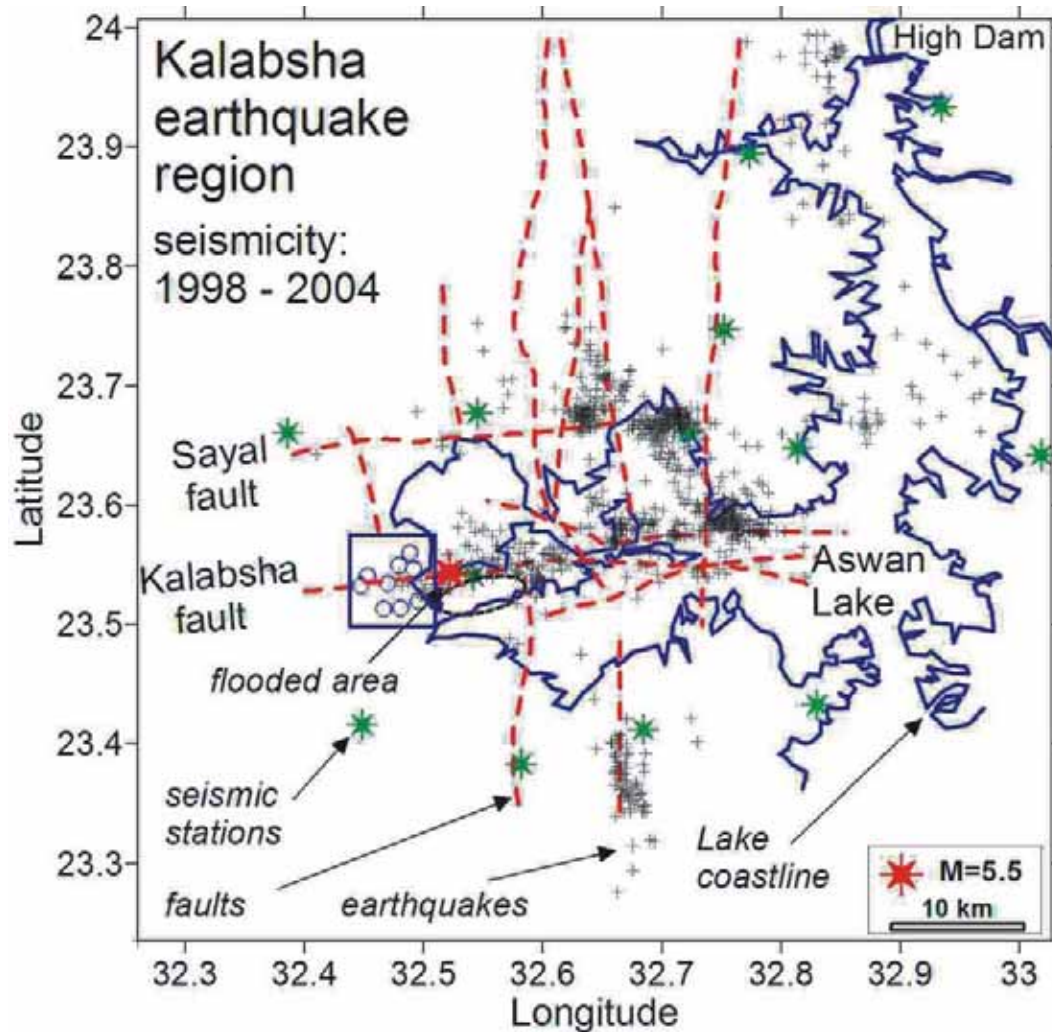 Kalabsha
earthquake
region
seismicity:
1998 - 2004
High Dam
24
23.9
23.8
23.7
23.6
23.5
23.4
23.3
Latitude
Sayal
fault
Kalabsha
fault
Aswan
Lake
flooded area
seismic
stations
faults
earthquakes
Lake
coastline
M=5.5
10 km
32.3
32.4
32.5
32.6
32.7
32.8
32.9
33
Longitude